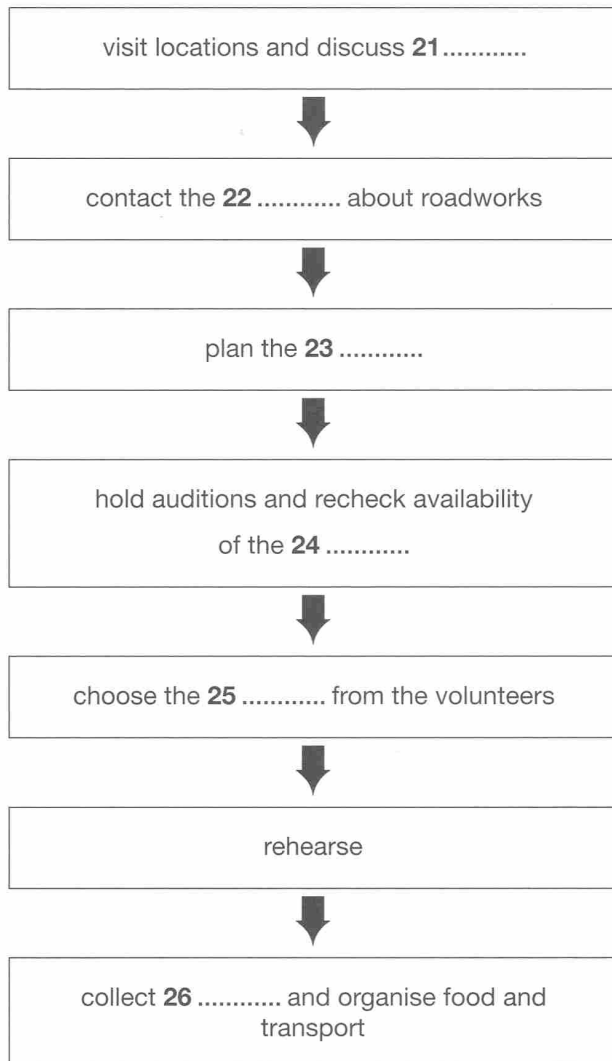 visit locations and discuss 21............
contact the 22 ............ about roadworks
plan the 23 ............
hold auditions and recheck availability
of the 24 ............
choose the 25 ............ from the volunteers
rehearse
collect 26 ............ and organise food and
transport